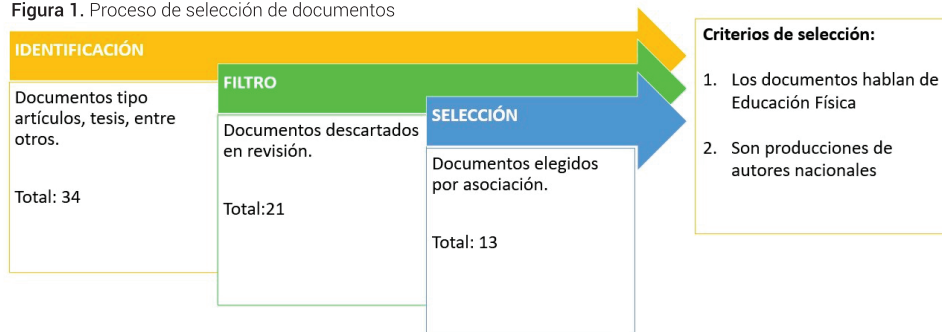 Figura 1. Proceso de selección de documentos
IDENTIFICACIÓN
Documentos tipo
artículos, tesis, entre
otros.
Total: 34
FILTRO
Documentos descartados
en revisión.
Total:21
SELECCIÓN
Documentos elegidos
por asociación.
Total: 13
Criterios de selección:
1. Los documentos hablan de
Educación Física
2. Son producciones de
autores nacionales